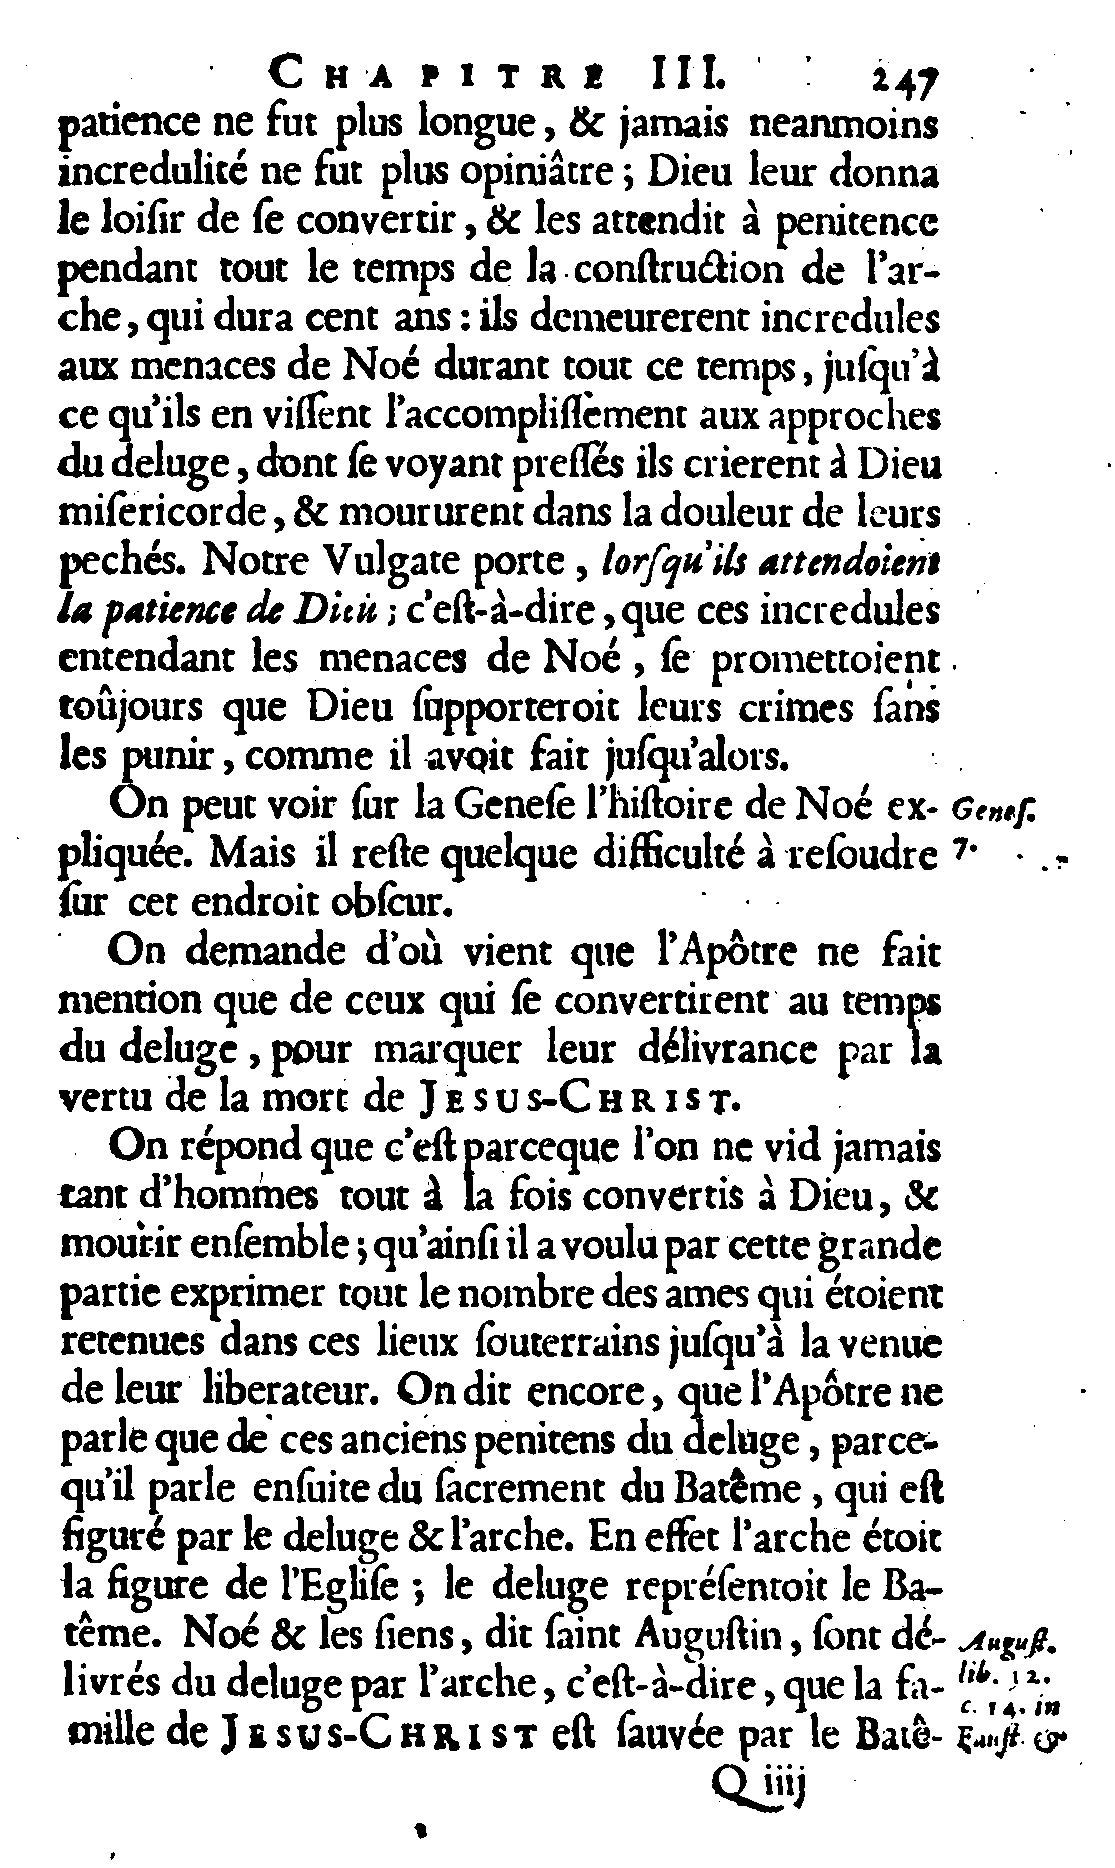 CHAPITRE III. 247
patience ne fut plus longue, & jamais neanmoins
incredulité ne fut plus opiniâtre ; Dieu leur donna
le loiſir de ſe convertir, & les attendit à penitence
pendant tout le temps de la conſtruction de l'ar-
che, qui dura cent ans : ils demeurerent incredules
aux menaces de Noé durant tout ce temps, juſqu'à
ce qu'ils en viſſent l'accompliſſement aux approches
du deluge, dont ſe voyant preſſés ils crierent à Dieu
miſericorde, & moururent dans la douleur de leurs
pechés. Notre Vulgate porte, lorſqu'ils attendoient
la patience de Dieu ; c'eſt-à-dire, que ces incredules
entendant les menaces de Noé, ſe promettoient
toûjours que Dieu ſupporteroit leurs crimes ſans
les punir, comme il avoit fait juſqu'alors.
On peut voir ſur la Geneſe l'hiſtoire de Noé ex- Geneſ.
pliquée. Mais il reſte quelque difficulté à reſoudre 7.
ſur cet endroit obſcur.
On demande d'où vient que l'Apôtre ne fait
mention que de ceux qui ſe convertirent au temps
du deluge, pour marquer leur délivrance par la
vertu de la mort de JESUS-CHRIST.
On répond que c'eſt parceque l'on ne vid jamais
tant d'hommes tout à la fois convertis à Dieu, &
mourir enſemble ; qu'ainſi il a voulu par cette grande
partie exprimer tout le nombre des ames qui étoient
retenues dans ces lieux ſouterrains juſqu'à la venue
de leur liberateur. On dit encore, que l'Apôtre ne
parle que de ces anciens penitens du deluge, parce-
qu'il parle enſuite du ſacrement du Batême, qui eſt
figuré par le deluge & l'arche. En effet l'arche étoit
la figure de l'Egliſe ; le deluge repréſentoit le Ba-
tême. Noé & les ſiens, dit ſaint Auguſtin, ſont dé- Auguſt.
livrés du deluge par l'arche, c'eſt-à-dire, que la fa- lib. 12.
c. 14. in
mille de JESUS-CHRIST eſt ſauvée par le Batê- Fauſt. &
Q iiij